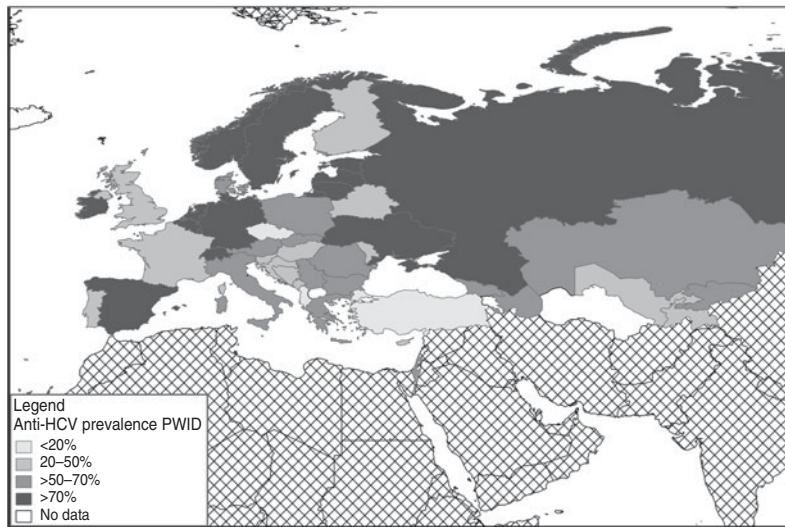 Legend
Anti-HCV prevalence PWID
<20%
20–50%
>50–70%
>70%
No data